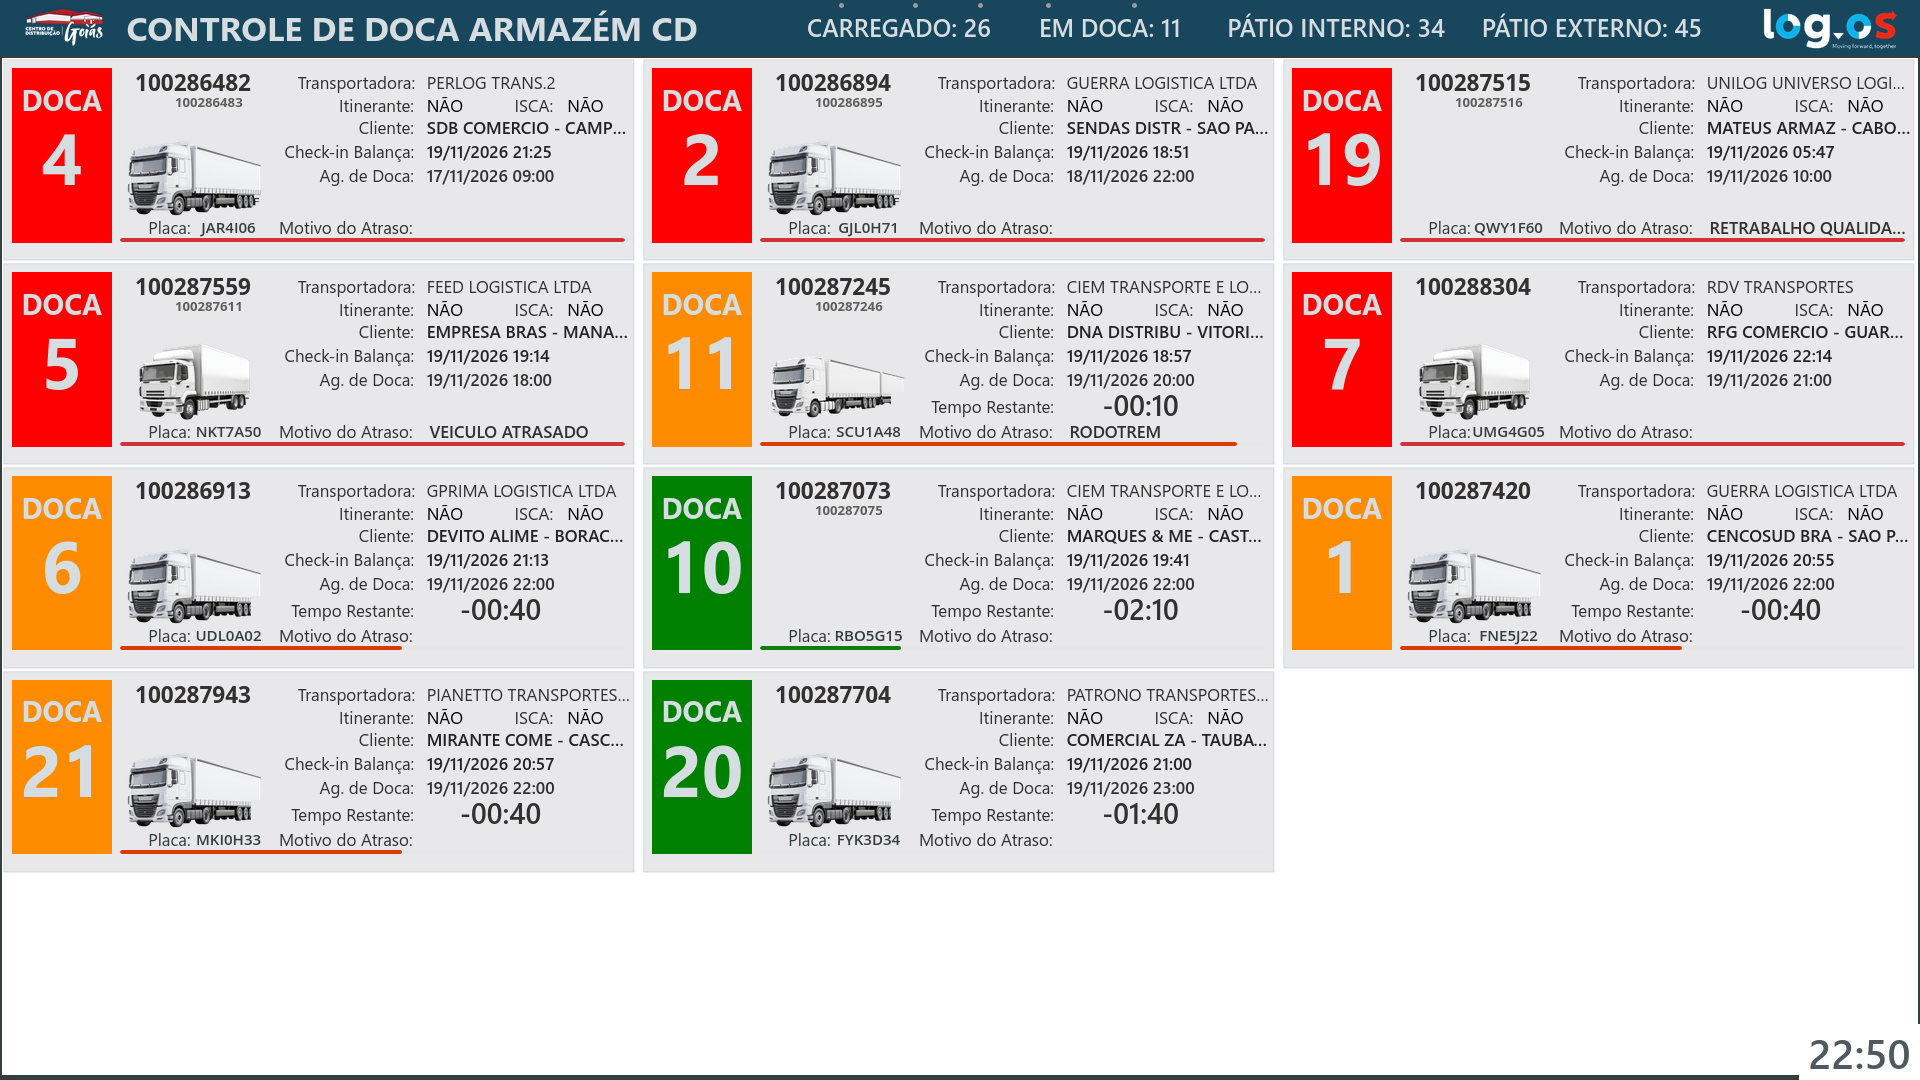 CENTRO DE DISTRIBUIÇÃO Goiás
CONTROLE DE DOCA ARMAZÉM CD
CARREGADO: 26
EM DOCA: 11
PÁTIO INTERNO: 34
PÁTIO EXTERNO: 45
log.os
Moving forward, together
DOCA
4
100286482
100286483
Transportadora: PERLOG TRANS.2
Itinerante: NÃO ISCA: NÃO
Cliente: SDB COMERCIO - CAMP...
Check-in Balança: 19/11/2026 21:25
Ag. de Doca: 17/11/2026 09:00
Placa: JAR4I06 Motivo do Atraso:
DOCA
2
100286894
100286895
Transportadora: GUERRA LOGISTICA LTDA
Itinerante: NÃO ISCA: NÃO
Cliente: SENDAS DISTR - SAO PA...
Check-in Balança: 19/11/2026 18:51
Ag. de Doca: 18/11/2026 22:00
Placa: GJL0H71 Motivo do Atraso:
DOCA
19
100287515
100287516
Transportadora: UNILOG UNIVERSO LOGI...
Itinerante: NÃO ISCA: NÃO
Cliente: MATEUS ARMAZ - CABO...
Check-in Balança: 19/11/2026 05:47
Ag. de Doca: 19/11/2026 10:00
Placa: QWY1F60 Motivo do Atraso: RETRABALHO QUALIDA...
DOCA
5
100287559
100287611
Transportadora: FEED LOGISTICA LTDA
Itinerante: NÃO ISCA: NÃO
Cliente: EMPRESA BRAS - MANA...
Check-in Balança: 19/11/2026 19:14
Ag. de Doca: 19/11/2026 18:00
Placa: NKT7A50 Motivo do Atraso: VEICULO ATRASADO
DOCA
11
100287245
100287246
Transportadora: CIEM TRANSPORTE E LO...
Itinerante: NÃO ISCA: NÃO
Cliente: DNA DISTRIBU - VITORI...
Check-in Balança: 19/11/2026 18:57
Ag. de Doca: 19/11/2026 20:00
Tempo Restante: -00:10
Placa: SCU1A48 Motivo do Atraso: RODOTREM
DOCA
7
100288304
Transportadora: RDV TRANSPORTES
Itinerante: NÃO ISCA: NÃO
Cliente: RFG COMERCIO - GUAR...
Check-in Balança: 19/11/2026 22:14
Ag. de Doca: 19/11/2026 21:00
Placa: UMG4G05 Motivo do Atraso:
DOCA
6
100286913
Transportadora: GPRIMA LOGISTICA LTDA
Itinerante: NÃO ISCA: NÃO
Cliente: DEVITO ALIME - BORAC...
Check-in Balança: 19/11/2026 21:13
Ag. de Doca: 19/11/2026 22:00
Tempo Restante: -00:40
Placa: UDL0A02 Motivo do Atraso:
DOCA
10
100287073
100287075
Transportadora: CIEM TRANSPORTE E LO...
Itinerante: NÃO ISCA: NÃO
Cliente: MARQUES & ME - CAST...
Check-in Balança: 19/11/2026 19:41
Ag. de Doca: 19/11/2026 22:00
Tempo Restante: -02:10
Placa: RBO5G15 Motivo do Atraso:
DOCA
1
100287420
Transportadora: GUERRA LOGISTICA LTDA
Itinerante: NÃO ISCA: NÃO
Cliente: CENCOSUD BRA - SAO P...
Check-in Balança: 19/11/2026 20:55
Ag. de Doca: 19/11/2026 22:00
Tempo Restante: -00:40
Placa: FNE5J22 Motivo do Atraso:
DOCA
21
100287943
Transportadora: PIANETTO TRANSPORTES...
Itinerante: NÃO ISCA: NÃO
Cliente: MIRANTE COME - CASC...
Check-in Balança: 19/11/2026 20:57
Ag. de Doca: 19/11/2026 22:00
Tempo Restante: -00:40
Placa: MKI0H33 Motivo do Atraso:
DOCA
20
100287704
Transportadora: PATRONO TRANSPORTES...
Itinerante: NÃO ISCA: NÃO
Cliente: COMERCIAL ZA - TAUBA...
Check-in Balança: 19/11/2026 21:00
Ag. de Doca: 19/11/2026 23:00
Tempo Restante: -01:40
Placa: FYK3D34 Motivo do Atraso:
22:50